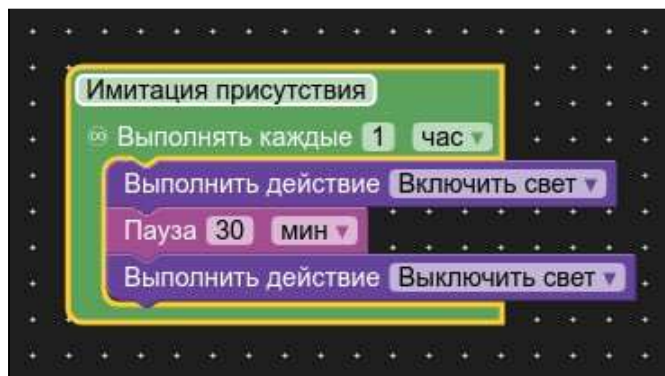 Имитация присутствия
Выполнять каждые 1 час
Выполнить действие Включить свет
Пауза 30 мин
Выполнить действие Выключить свет